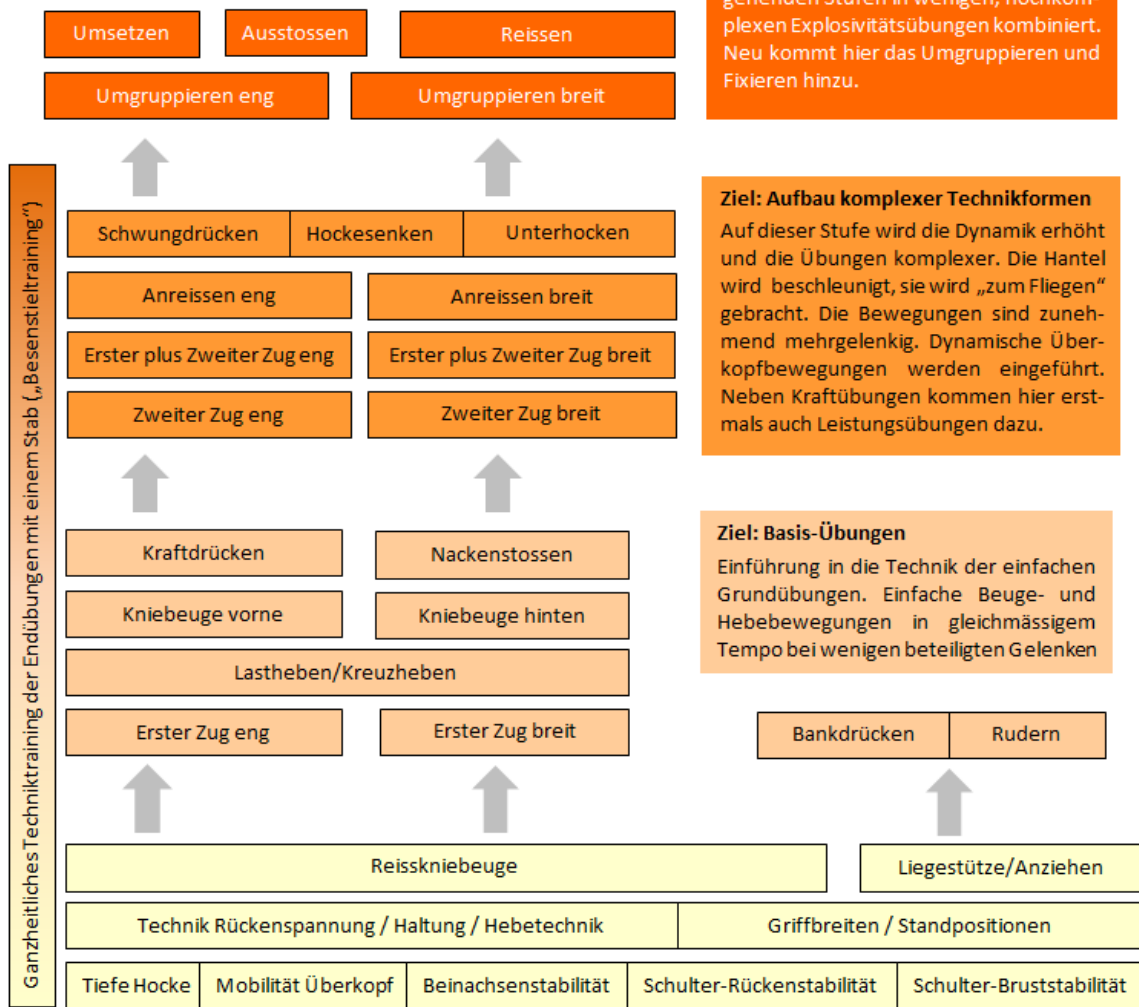 gehenden Stufen in wenigen, hochkom-
plexen Explosivitätsübungen kombiniert.
Neu kommt hier das Umgruppieren und
Fixieren hinzu.
Umsetzen
Ausstossen
Reissen
Umgruppieren eng
Umgruppieren breit
Ganzheitliches Techniktraining der Endübungen mit einem Stab („Besenstieltraining“)
Schwungdrücken
Hockesenken
Unterhocken
Anreissen eng
Anreissen breit
Erster plus Zweiter Zug eng
Erster plus Zweiter Zug breit
Zweiter Zug eng
Zweiter Zug breit
Ziel: Aufbau komplexer Technikformen
Auf dieser Stufe wird die Dynamik erhöht
und die Übungen komplexer. Die Hantel
wird beschleunigt, sie wird „zum Fliegen“
gebracht. Die Bewegungen sind zuneh-
mend mehrgelenkig. Dynamische Über-
kopfbewegungen werden eingeführt.
Neben Kraftübungen kommen hier erst-
mals auch Leistungsübungen dazu.
Kraftdrücken
Nackenstossen
Kniebeuge vorne
Kniebeuge hinten
Lastheben/Kreuzheben
Erster Zug eng
Erster Zug breit
Ziel: Basis-Übungen
Einführung in die Technik der einfachen
Grundübungen. Einfache Beuge- und
Hebebewegungen in gleichmässigem
Tempo bei wenigen beteiligten Gelenken
Bankdrücken
Rudern
Reisskniebeuge
Liegestütze/Anziehen
Technik Rückenspannung / Haltung / Hebetechnik
Griffbreiten / Standpositionen
Tiefe Hocke
Mobilität Überkopf
Beinachsenstabilität
Schulter-Rückenstabilität
Schulter-Bruststabilität